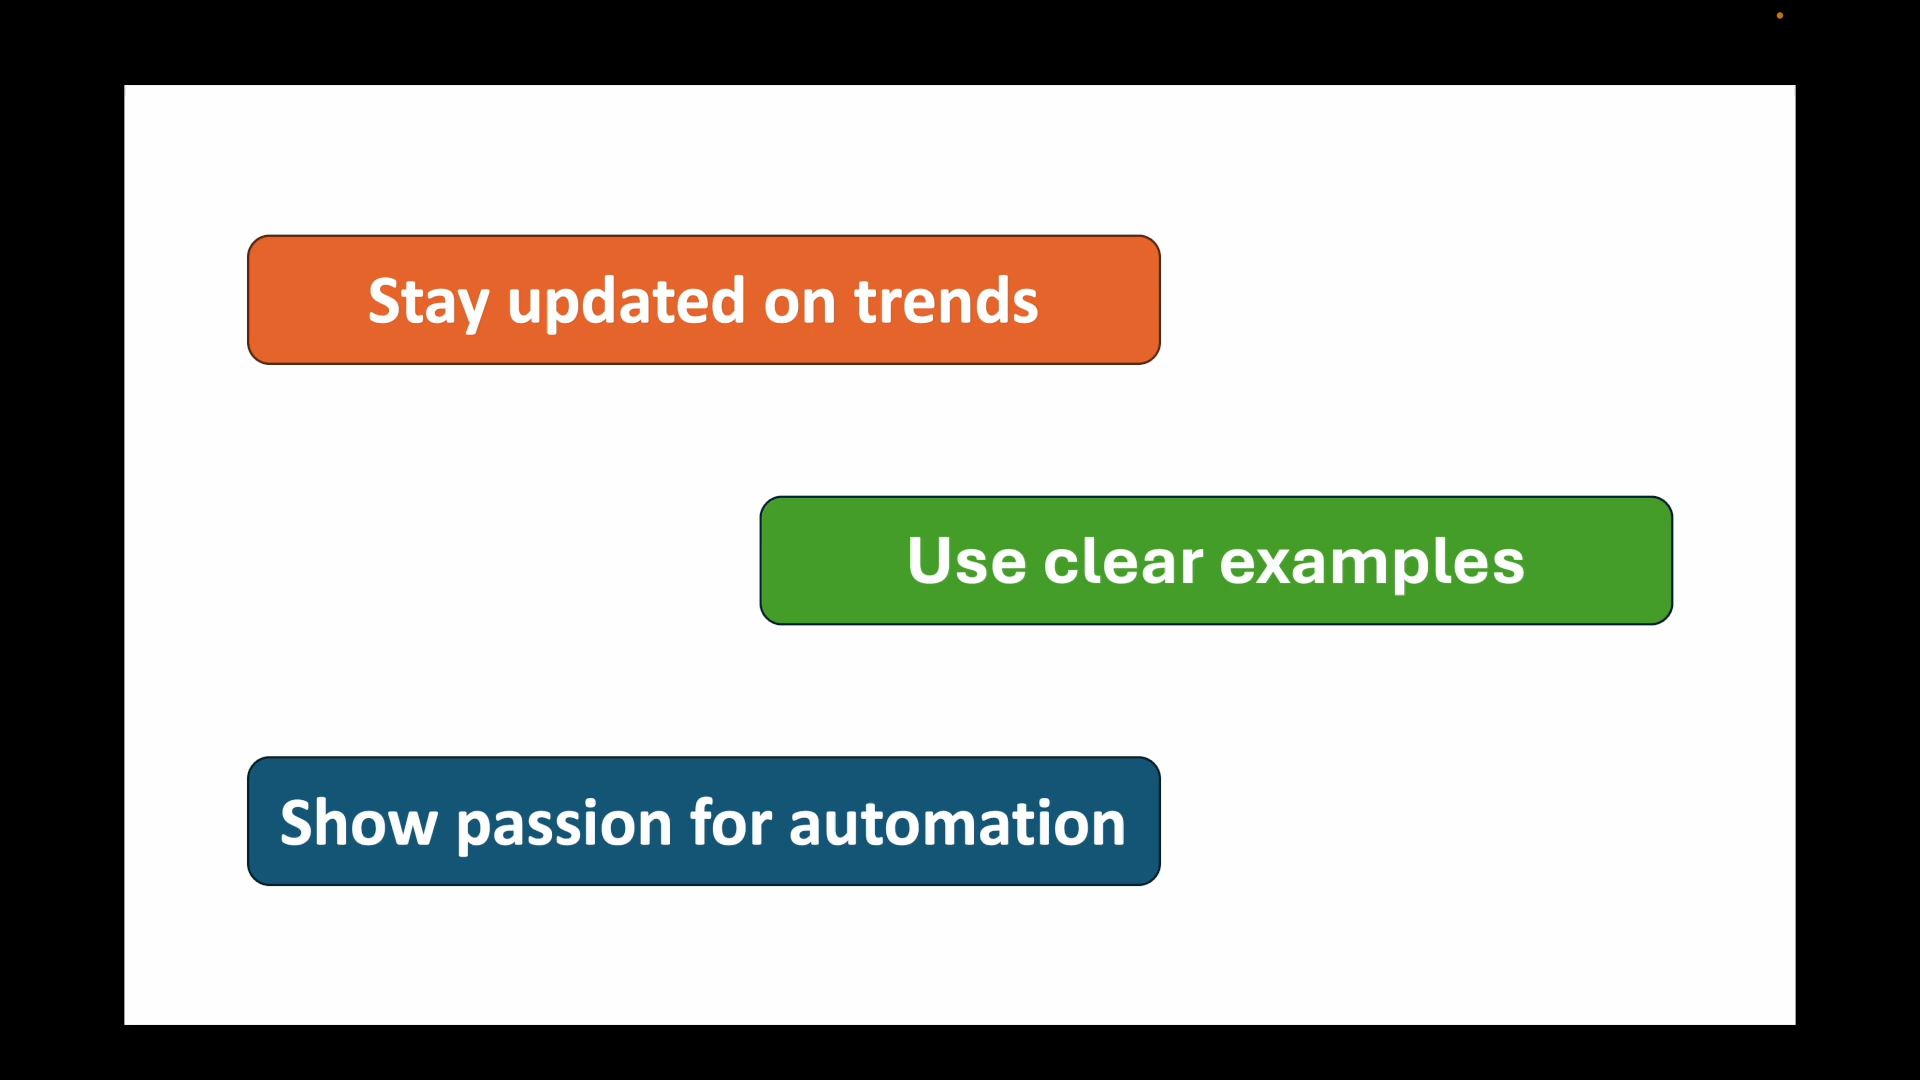 Stay updated on trends
Use clear examples
Show passion for automation